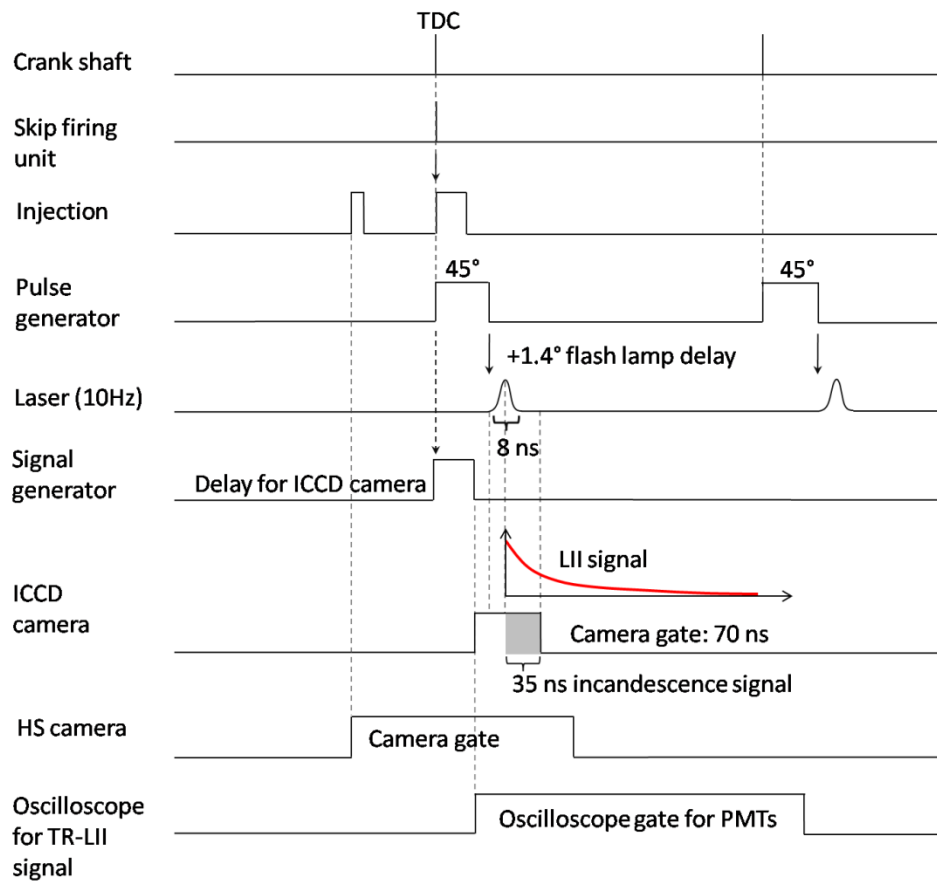 TDC
Crank shaft
Skip firing
unit
Injection
45°
45°
Pulse
generator
+1.4° flash lamp delay
Laser (10Hz)
8 ns
Signal
generator
Delay for ICCD camera
LII signal
ICCD
camera
Camera gate: 70 ns
35 ns incandescence signal
HS camera
Camera gate
Oscilloscope
for TR-LII
signal
Oscilloscope gate for PMTs